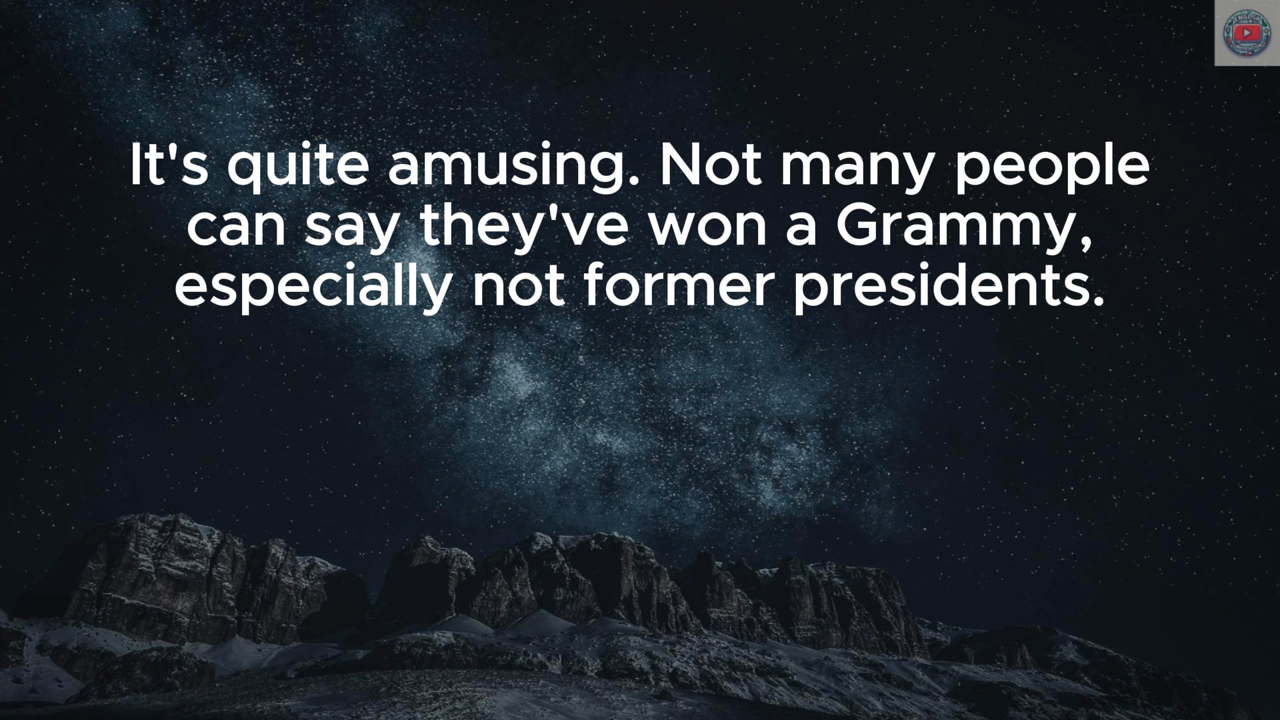 It's quite amusing. Not many people
can say they've won a Grammy,
especially not former presidents.